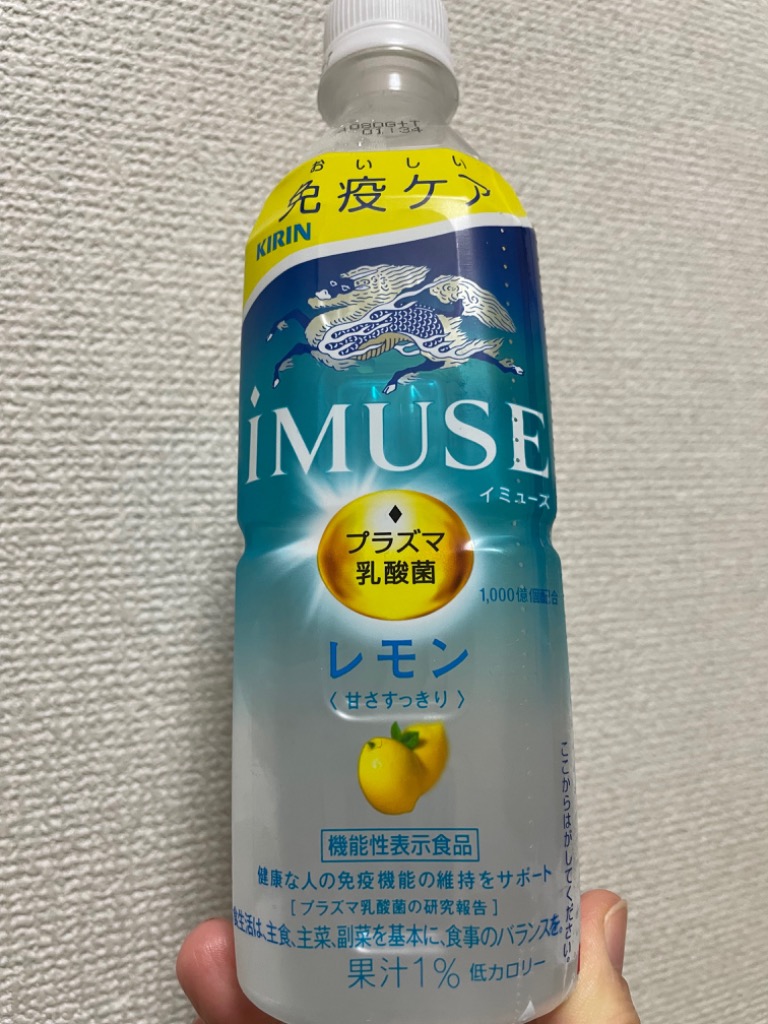 01134
おいしい
免疫ケア
KIRIN
iMUSE
イミューズ
プラズマ
乳酸菌
1,000億個配合
レモン
〈甘さすっきり〉
ここからはがしてください。
機能性表示食品
健康な人の免疫機能の維持をサポート
[プラズマ乳酸菌の研究報告]
食生活は、主食、主菜、副菜を基本に、食事のバランスを。
果汁1% 低カロリー